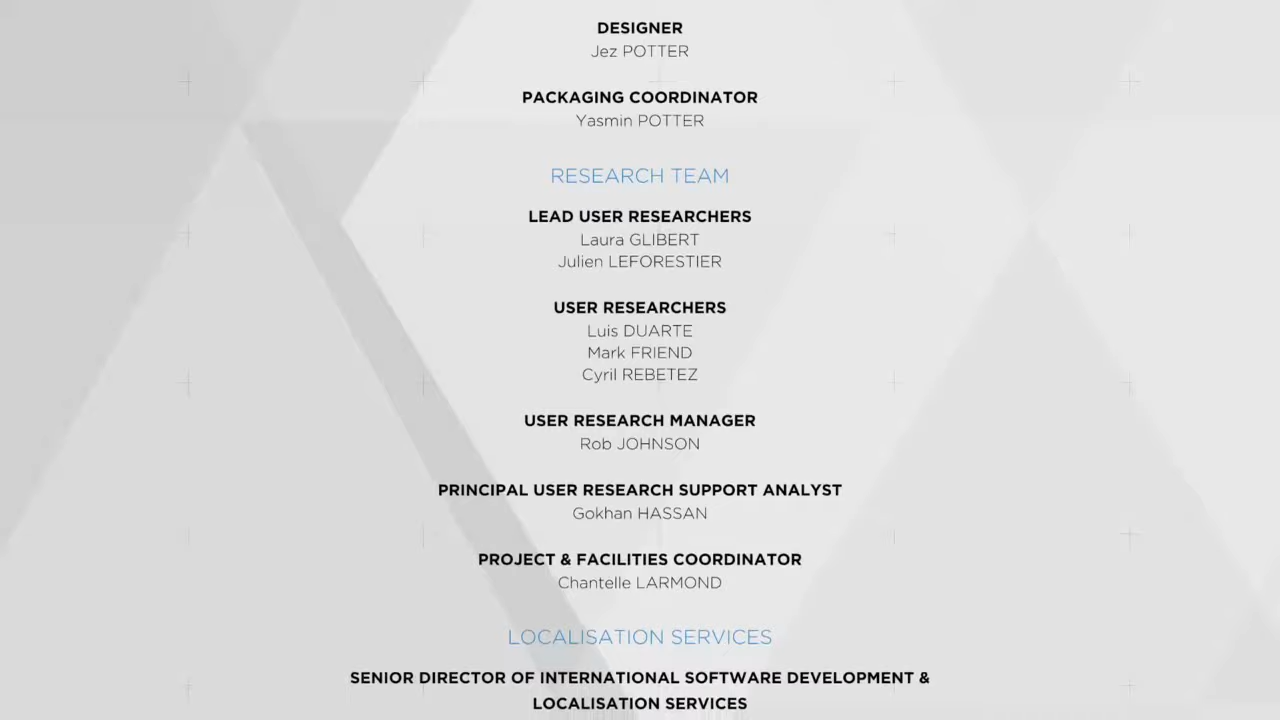 DESIGNER
Jez POTTER
PACKAGING COORDINATOR
Yasmin POTTER
RESEARCH TEAM
LEAD USER RESEARCHERS
Laura GLIBERT
Julien LEFORESTIER
USER RESEARCHERS
Luis DUARTE
Mark FRIEND
Cyril REBETEZ
USER RESEARCH MANAGER
Rob JOHNSON
PRINCIPAL USER RESEARCH SUPPORT ANALYST
Gokhan HASSAN
PROJECT & FACILITIES COORDINATOR
Chantelle LARMOND
LOCALISATION SERVICES
SENIOR DIRECTOR OF INTERNATIONAL SOFTWARE DEVELOPMENT &
LOCALISATION SERVICES